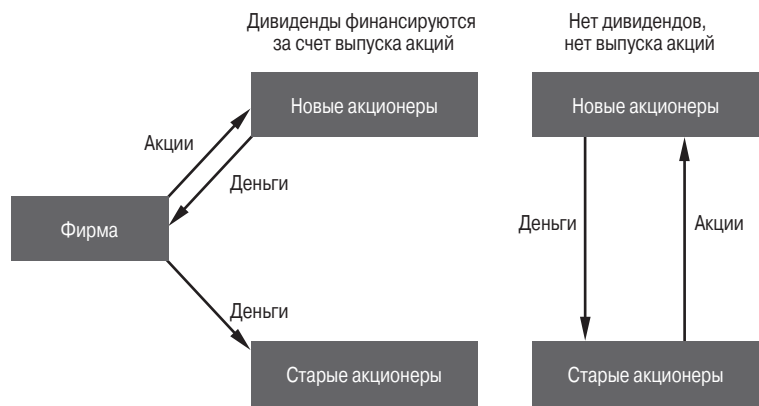 Дивиденды финансируются
за счет выпуска акций
Нет дивидендов,
нет выпуска акций
Новые акционеры
Новые акционеры
Акции
Деньги
Фирма
Деньги
Акции
Деньги
Старые акционеры
Старые акционеры